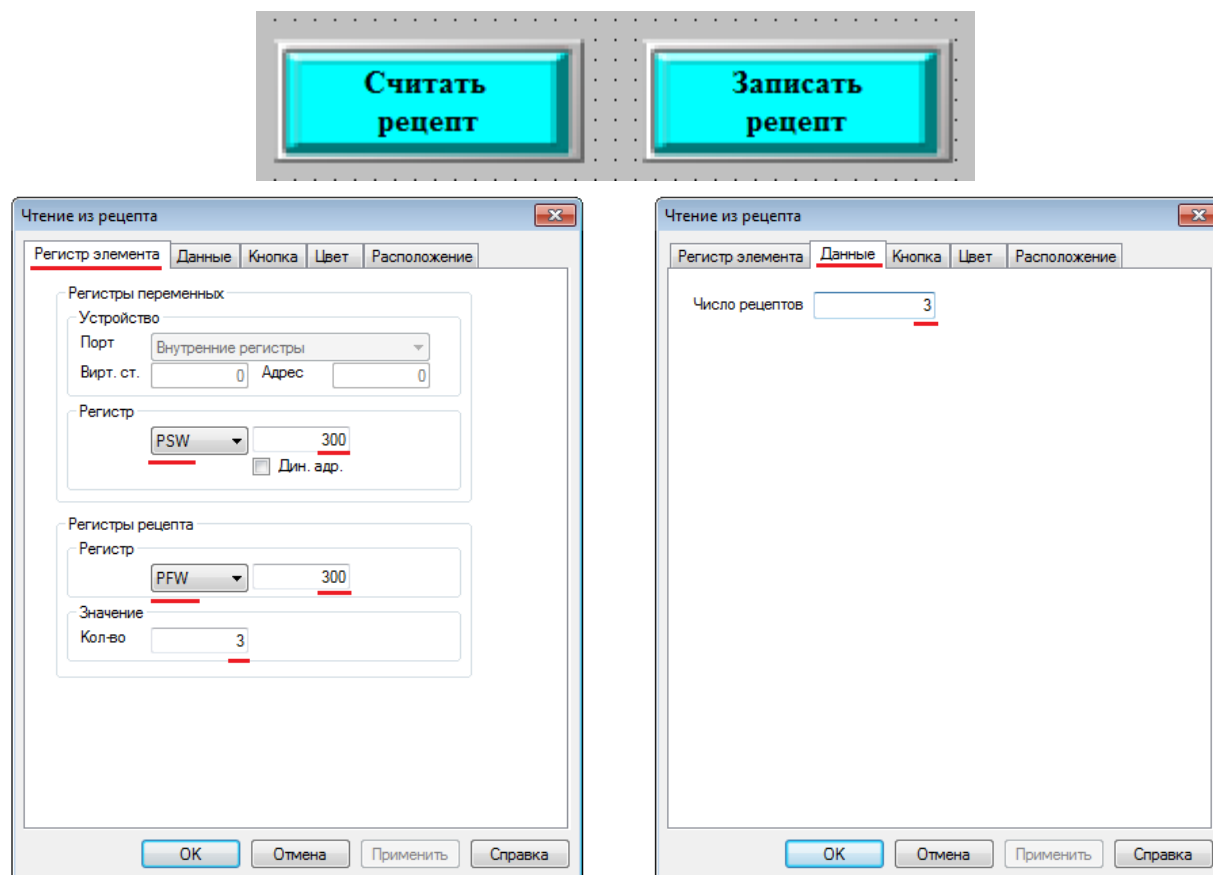 Считать
рецепт
Записать
рецепт
Чтение из рецепта
Регистр элемента Данные Кнопка Цвет Расположение
Регистры переменных
Устройство
Порт Внутренние регистры
Вирт. ст. 0 Адрес 0
Регистр
PSW 300
Дин. адр.
Регистры рецепта
Регистр
PFW 300
Значение
Кол-во 3
OK Отмена Применить Справка
Чтение из рецепта
Регистр элемента Данные Кнопка Цвет Расположение
Число рецептов 3
OK Отмена Применить Справка